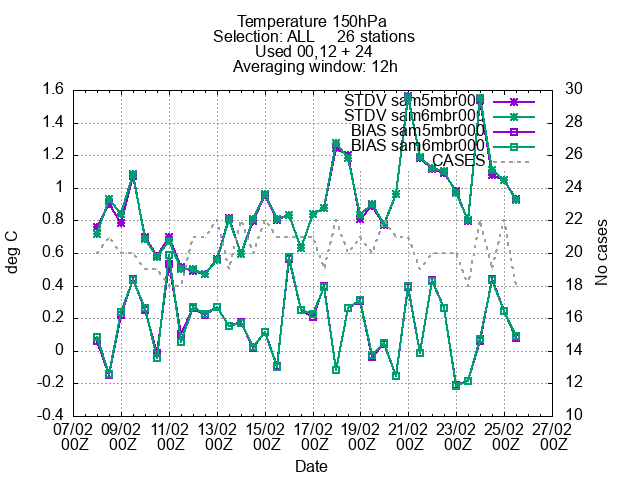 Temperature 150hPa
Selection: ALL 26 stations
Used 00,12 + 24
Averaging window: 12h
STDV sam5mbr000
STDV sam6mbr000
BIAS sam5mbr000
BIAS sam6mbr000
CASES
deg C
1.6
1.4
1.2
1
0.8
0.6
0.4
0.2
0
-0.2
-0.4
30
28
26
24
22
20
18
16
14
12
10
No cases
07/02 09/02 11/02 13/02 15/02 17/02 19/02 21/02 23/02 25/02 27/02
00Z 00Z 00Z 00Z 00Z 00Z 00Z 00Z 00Z 00Z 00Z
Date